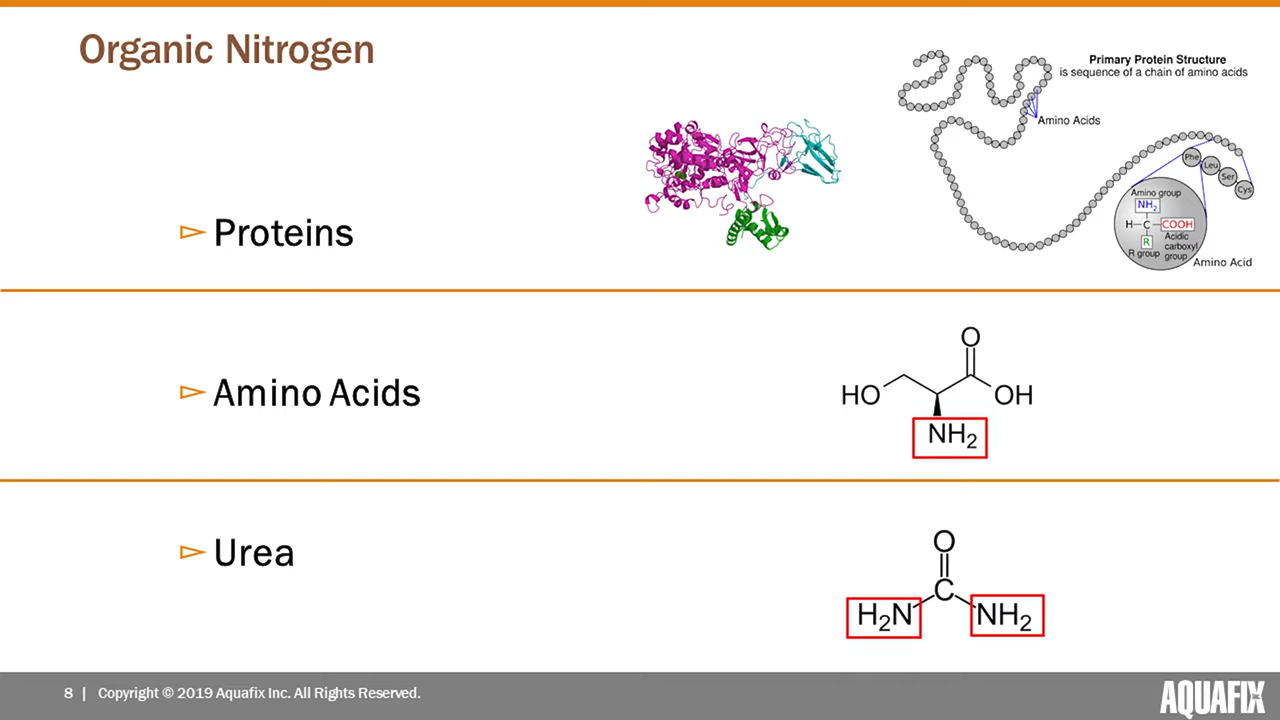 Organic Nitrogen
Primary Protein Structure
is sequence of a chain of amino acids
Amino Acids
Phe
Leu
Ser
Cys
Amino group
NH2
H C COOH
R
Acidic
carboxyl
group
R group
Amino Acid
Proteins
Amino Acids
O
HO
OH
NH2
Urea
O
C
H2N
NH2
8 | Copyright © 2019 Aquafix Inc. All Rights Reserved.
AQUAFIX